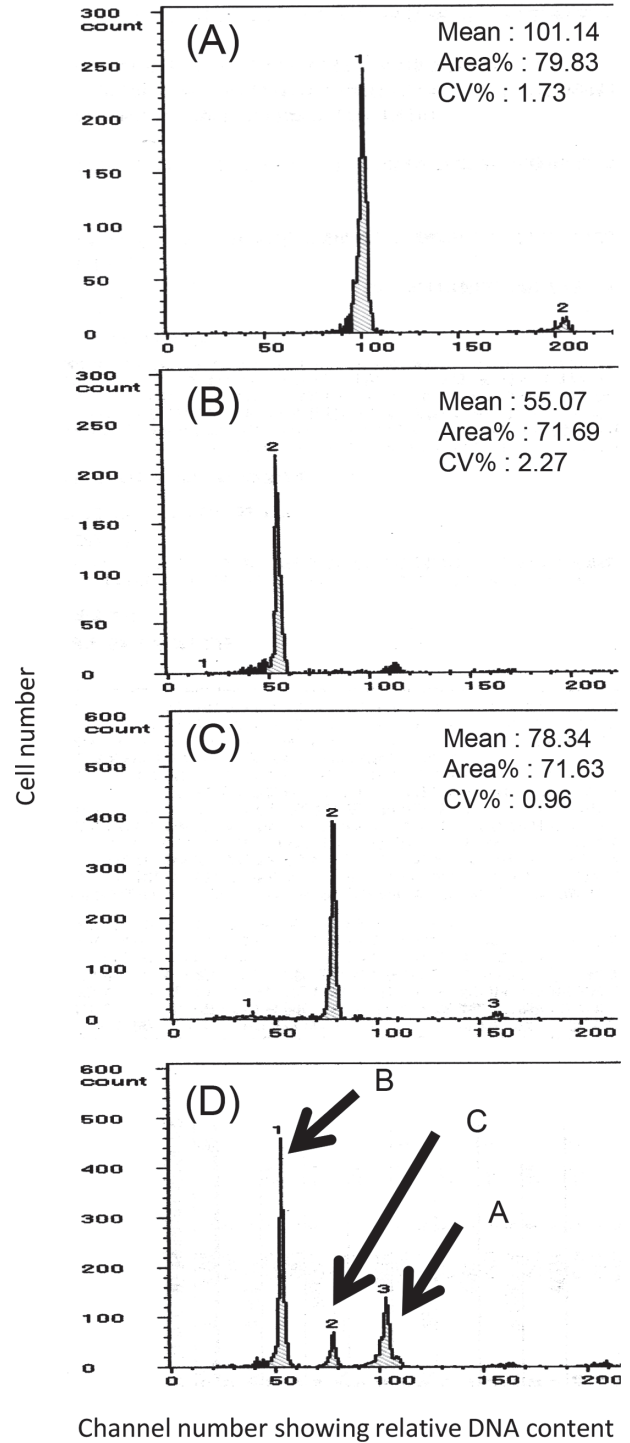 300
count
(A)
Mean : 101.14
Area% : 79.83
CV% : 1.73
250
1
200
150
100
50
2
0
0 50 100 150 200
300
count
(B)
Mean : 55.07
Area% : 71.69
CV% : 2.27
250
2
200
150
100
50
1
0
0 50 100 150 200
Cell number
600
count
(C)
Mean : 78.34
Area% : 71.63
CV% : 0.96
500
400
2
300
200
100
1
3
0
0 50 100 150 200
600
count
(D)
B
C
A
500
1
400
300
200
3
100
2
0
0 50 100 150 200
Channel number showing relative DNA content